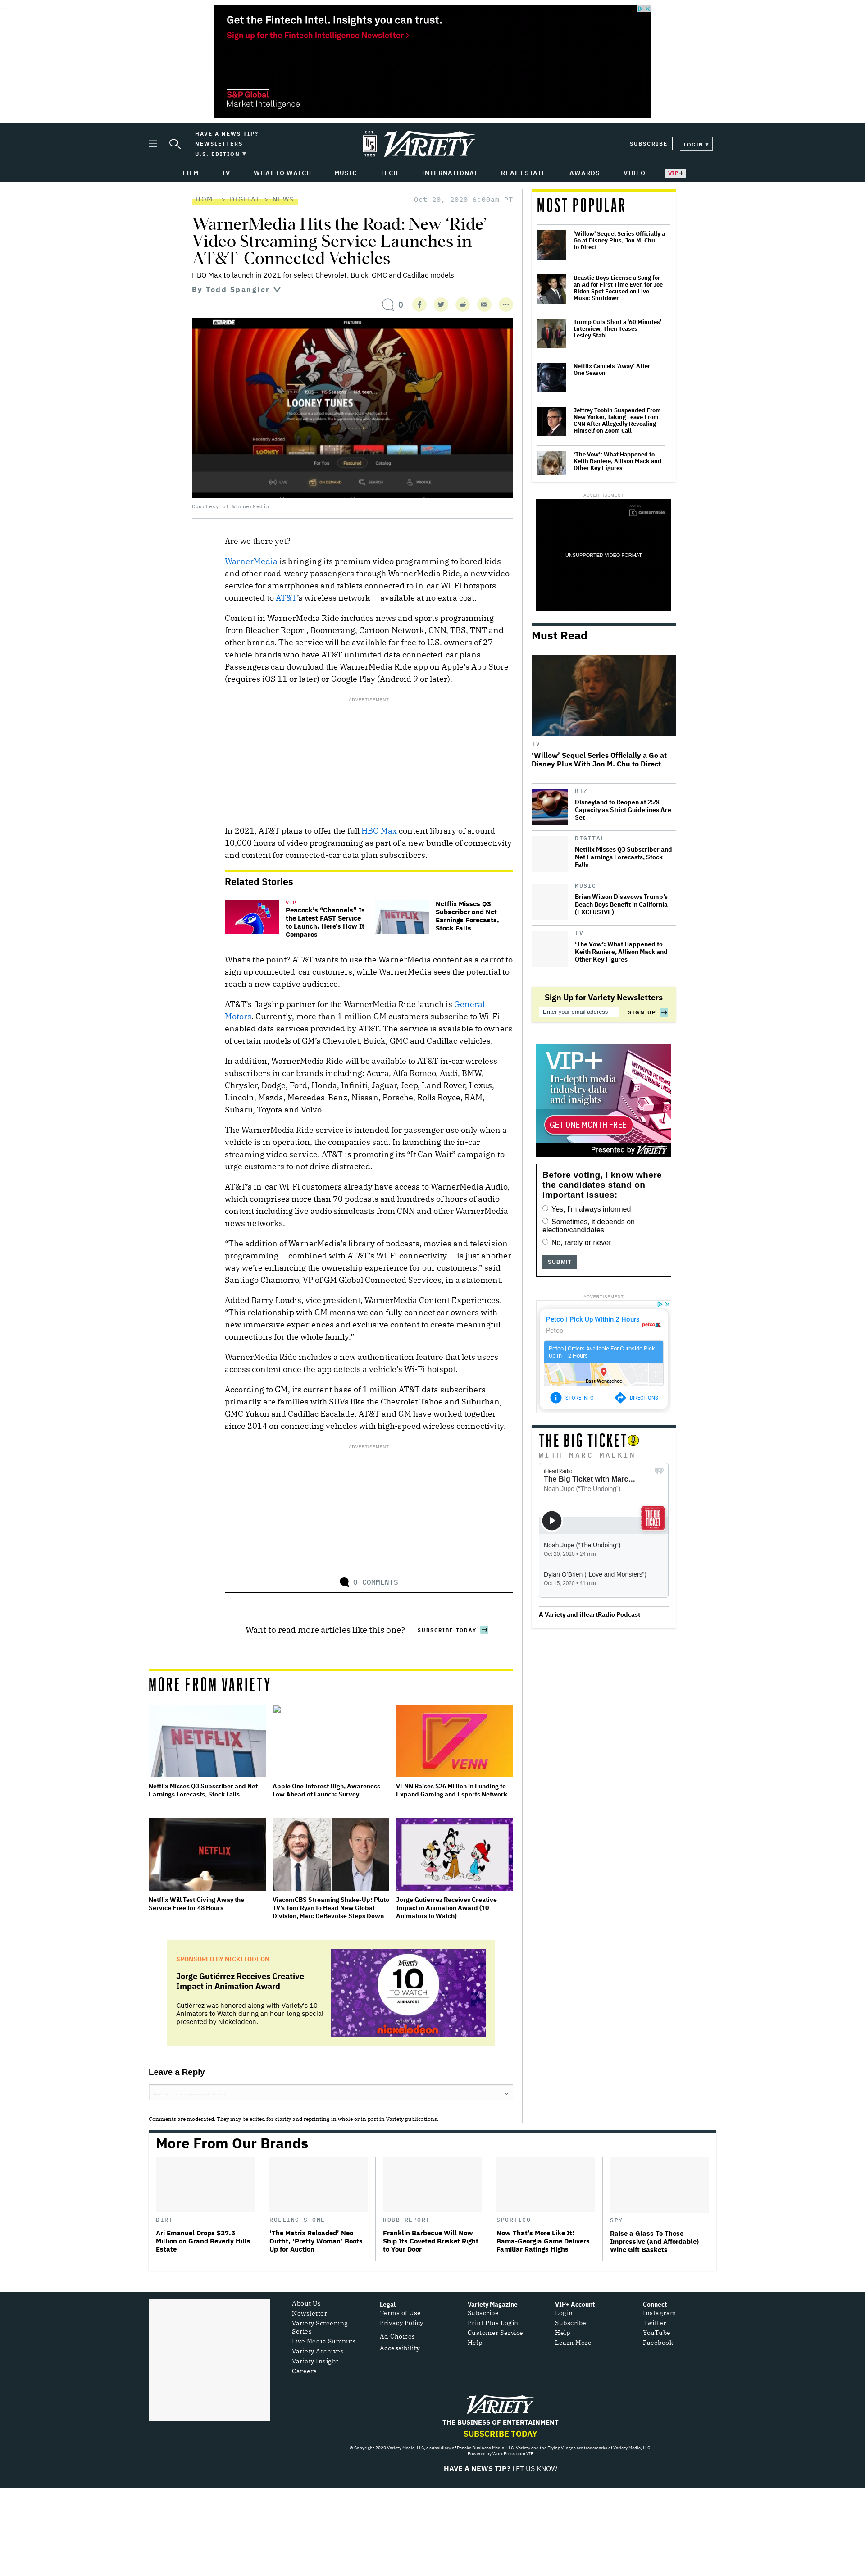 Get the Fintech Intel. Insights you can trust.
Sign up for the Fintech Intelligence Newsletter >
S&P Global
Market Intelligence
HAVE A NEWS TIP?
NEWSLETTERS
U.S. EDITION ▾
EST.
1905
VARIETY
SUBSCRIBE
LOGIN ▾
FILM TV WHAT TO WATCH MUSIC TECH INTERNATIONAL REAL ESTATE AWARDS VIDEO VIP+
HOME > DIGITAL > NEWS
Oct 20, 2020 6:00am PT
WarnerMedia Hits the Road: New ‘Ride’
Video Streaming Service Launches in
AT&T-Connected Vehicles
HBO Max to launch in 2021 for select Chevrolet, Buick, GMC and Cadillac models
By Todd Spangler
0
RIDE
FEATURED
LOONEY TUNES
Recently Added
For You
Featured
Catalog
LIVE
ON DEMAND
SEARCH
PROFILE
Courtesy of WarnerMedia
Are we there yet?
WarnerMedia is bringing its premium video programming to bored kids
and other road-weary passengers through WarnerMedia Ride, a new video
service for smartphones and tablets connected to in-car Wi-Fi hotspots
connected to AT&T’s wireless network — available at no extra cost.
Content in WarnerMedia Ride includes news and sports programming
from Bleacher Report, Boomerang, Cartoon Network, CNN, TBS, TNT and
other brands. The service will be available for free to U.S. owners of 27
vehicle brands who have AT&T unlimited data connected-car plans.
Passengers can download the WarnerMedia Ride app on Apple’s App Store
(requires iOS 11 or later) or Google Play (Android 9 or later).
ADVERTISEMENT
In 2021, AT&T plans to offer the full HBO Max content library of around
10,000 hours of video programming as part of a new bundle of connectivity
and content for connected-car data plan subscribers.
Related Stories
VIP
Peacock’s “Channels” Is
the Latest FAST Service
to Launch. Here’s How It
Compares
Netflix Misses Q3
Subscriber and Net
Earnings Forecasts,
Stock Falls
What’s the point? AT&T wants to use the WarnerMedia content as a carrot to
sign up connected-car customers, while WarnerMedia sees the potential to
reach a new captive audience.
AT&T’s flagship partner for the WarnerMedia Ride launch is General
Motors. Currently, more than 1 million GM customers subscribe to Wi-Fi-
enabled data services provided by AT&T. The service is available to owners
of certain models of GM’s Chevrolet, Buick, GMC and Cadillac vehicles.
In addition, WarnerMedia Ride will be available to AT&T in-car wireless
subscribers in car brands including: Acura, Alfa Romeo, Audi, BMW,
Chrysler, Dodge, Ford, Honda, Infiniti, Jaguar, Jeep, Land Rover, Lexus,
Lincoln, Mazda, Mercedes-Benz, Nissan, Porsche, Rolls Royce, RAM,
Subaru, Toyota and Volvo.
The WarnerMedia Ride service is intended for passenger use only when a
vehicle is in operation, the companies said. In launching the in-car
streaming video service, AT&T is promoting its “It Can Wait” campaign to
urge customers to not drive distracted.
AT&T’s in-car Wi-Fi customers already have access to WarnerMedia Audio,
which comprises more than 70 podcasts and hundreds of hours of audio
content including live audio simulcasts from CNN and other WarnerMedia
news networks.
“The addition of WarnerMedia’s library of podcasts, movies and television
programming — combined with AT&T’s Wi-Fi connectivity — is just another
way we’re enhancing the ownership experience for our customers,” said
Santiago Chamorro, VP of GM Global Connected Services, in a statement.
Added Barry Loudis, vice president, WarnerMedia Content Experiences,
“This relationship with GM means we can fully connect car owners with
new immersive experiences and exclusive content to create meaningful
connections for the whole family.”
WarnerMedia Ride includes a new authentication feature that lets users
access content once the app detects a vehicle’s Wi-Fi hotspot.
According to GM, its current base of 1 million AT&T data subscribers
primarily are families with SUVs like the Chevrolet Tahoe and Suburban,
GMC Yukon and Cadillac Escalade. AT&T and GM have worked together
since 2014 on continuously enabling in-car high-speed wireless connectivity.
ADVERTISEMENT
0 COMMENTS
Want to read more articles like this one? SUBSCRIBE TODAY →
MORE FROM VARIETY
NETFLIX
VENN
Netflix Misses Q3 Subscriber and Net
Earnings Forecasts, Stock Falls
Apple One Interest High, Awareness
Low Ahead of Launch: Survey
VENN Raises $26 Million in Funding to
Expand Gaming and Esports Network
NETFLIX
Netflix Will Test Giving Away the
Service Free for 48 Hours
ViacomCBS Streaming Shake-Up: Pluto
TV’s Tom Ryan to Head New Global
Division, Marc DeBevoise Steps Down
Jorge Gutierrez Receives Creative
Impact in Animation Award (10
Animators to Watch)
SPONSORED BY NICKELODEON
Jorge Gutiérrez Receives Creative
Impact in Animation Award
Gutiérrez was honored along with Variety's 10
Animators to Watch during an hour-long special
presented by Nickelodeon.
VARIETY
10
TO WATCH
ANIMATORS
nickelodeon
Leave a Reply
Comments are moderated. They may be edited for clarity and reprinting in whole or in part in Variety publications.
MOST POPULAR
‘Willow’ Sequel Series Officially a
Go at Disney Plus, Jon M. Chu
to Direct
Beastie Boys License a Song for
an Ad for First Time Ever, for Joe
Biden Spot Focused on Live
Music Shutdown
Trump Cuts Short a ‘60 Minutes’
Interview, Then Teases
Lesley Stahl
Netflix Cancels ‘Away’ After
One Season
Jeffrey Toobin Suspended From
New Yorker, Taking Leave From
CNN After Allegedly Revealing
Himself on Zoom Call
‘The Vow’: What Happened to
Keith Raniere, Allison Mack and
Other Key Figures
ADVERTISEMENT
consumable
UNSUPPORTED VIDEO FORMAT
Must Read
TV
‘Willow’ Sequel Series Officially a Go at
Disney Plus With Jon M. Chu to Direct
BIZ
Disneyland to Reopen at 25%
Capacity as Strict Guidelines Are
Set
DIGITAL
Netflix Misses Q3 Subscriber and
Net Earnings Forecasts, Stock
Falls
MUSIC
Brian Wilson Disavows Trump’s
Beach Boys Benefit in California
(EXCLUSIVE)
TV
‘The Vow’: What Happened to
Keith Raniere, Allison Mack and
Other Key Figures
Sign Up for Variety Newsletters
Enter your email address
SIGN UP →
VIP+
In-depth media
industry data
and insights
GET ONE MONTH FREE
Presented by VARIETY
Before voting, I know where
the candidates stand on
important issues:
Yes, I’m always informed
Sometimes, it depends on
election/candidates
No, rarely or never
SUBMIT
ADVERTISEMENT
Petco | Pick Up Within 2 Hours
Petco
petco
Petco | Orders Available For Curbside Pick
Up In 1-2 Hours
East Wenatchee
STORE INFO
DIRECTIONS
THE BIG TICKET
WITH MARC MALKIN
iHeartRadio
The Big Ticket with Marc…
Noah Jupe (“The Undoing”)
THE BIG TICKET
Noah Jupe (“The Undoing”)
Oct 20, 2020 • 24 min
Dylan O’Brien (“Love and Monsters”)
Oct 15, 2020 • 41 min
A Variety and iHeartRadio Podcast
More From Our Brands
DIRT
Ari Emanuel Drops $27.5
Million on Grand Beverly Hills
Estate
ROLLING STONE
‘The Matrix Reloaded’ Neo
Outfit, ‘Pretty Woman’ Boots
Up for Auction
ROBB REPORT
Franklin Barbecue Will Now
Ship Its Coveted Brisket Right
to Your Door
SPORTICO
Now That’s More Like It:
Bama-Georgia Game Delivers
Familiar Ratings Highs
SPY
Raise a Glass To These
Impressive (and Affordable)
Wine Gift Baskets
About Us
Newsletter
Variety Screening
Series
Live Media Summits
Variety Archives
Variety Insight
Careers
Legal
Terms of Use
Privacy Policy
Ad Choices
Accessibility
Variety Magazine
Subscribe
Print Plus Login
Customer Service
Help
VIP+ Account
Login
Subscribe
Help
Learn More
Connect
Instagram
Twitter
YouTube
Facebook
VARIETY
THE BUSINESS OF ENTERTAINMENT
SUBSCRIBE TODAY
© Copyright 2020 Variety Media, LLC, a subsidiary of Penske Business Media, LLC. Variety and the Flying V logos are trademarks of Variety Media, LLC.
Powered by WordPress.com VIP
HAVE A NEWS TIP? LET US KNOW